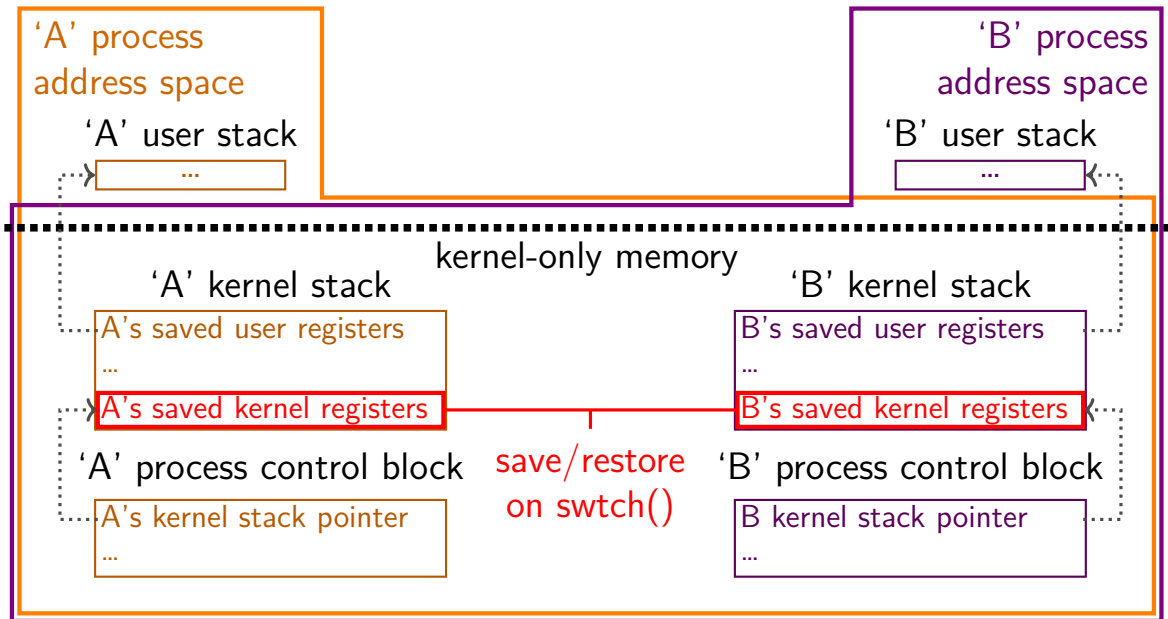 ‘A’ process
address space
‘B’ process
address space
‘A’ user stack
...
‘B’ user stack
...
kernel-only memory
‘A’ kernel stack
A's saved user registers
...
A's saved kernel registers
‘B’ kernel stack
B's saved user registers
...
B's saved kernel registers
save/restore
on swtch()
‘A’ process control block
A's kernel stack pointer
...
‘B’ process control block
B kernel stack pointer
...